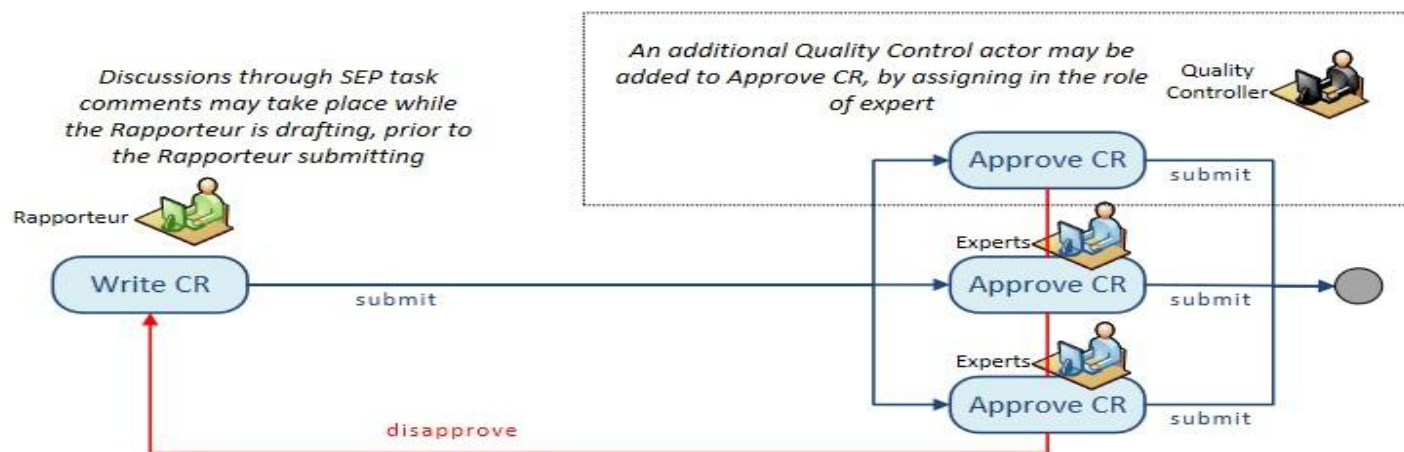 Discussions through SEP task
comments may take place while
the Rapporteur is drafting, prior to
the Rapporteur submitting
Rapporteur
Write CR
submit
An additional Quality Control actor may be
added to Approve CR, by assigning in the role
of expert
Quality
Controller
Approve CR
submit
Experts
Approve CR
submit
Experts
Approve CR
submit
disapprove